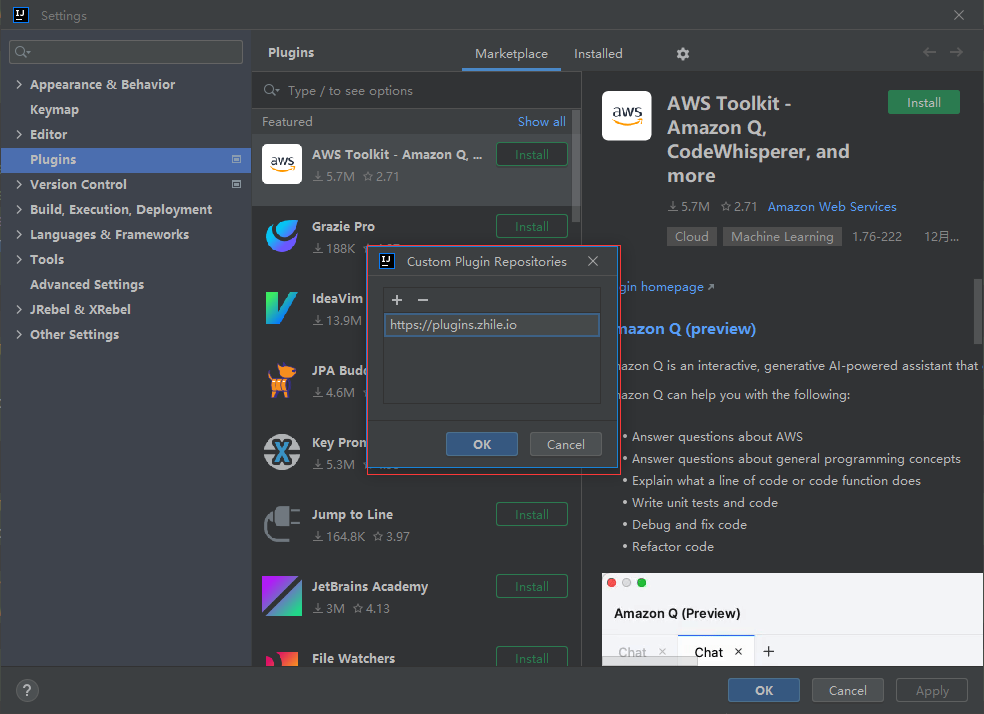 Settings
Appearance & Behavior
Keymap
Editor
Plugins
Version Control
Build, Execution, Deployment
Languages & Frameworks
Tools
Advanced Settings
JRebel & XRebel
Other Settings
Plugins
Marketplace
Installed
Type / to see options
Featured
Show all
aws
AWS Toolkit - Amazon Q, ...
5.7M 2.71
Install
Grazie Pro
188K
Install
IdeaVim
13.9M
JPA Budd
4.6M
Key Prom
5.3M
Jump to Line
164.8K 3.97
Install
JetBrains Academy
3M 4.13
Install
File Watchers
Install
Custom Plugin Repositories
https://plugins.zhile.io
OK
Cancel
aws
AWS Toolkit -
Amazon Q,
CodeWhisperer, and
more
Install
5.7M 2.71 Amazon Web Services
Cloud Machine Learning 1.76-222 12月...
gin homepage
mazon Q (preview)
azon Q is an interactive, generative AI-powered assistant that
azon Q can help you with the following:
• Answer questions about AWS
• Answer questions about general programming concepts
• Explain what a line of code or code function does
• Write unit tests and code
• Debug and fix code
• Refactor code
Amazon Q (Preview)
Chat × Chat × +
?
OK
Cancel
Apply